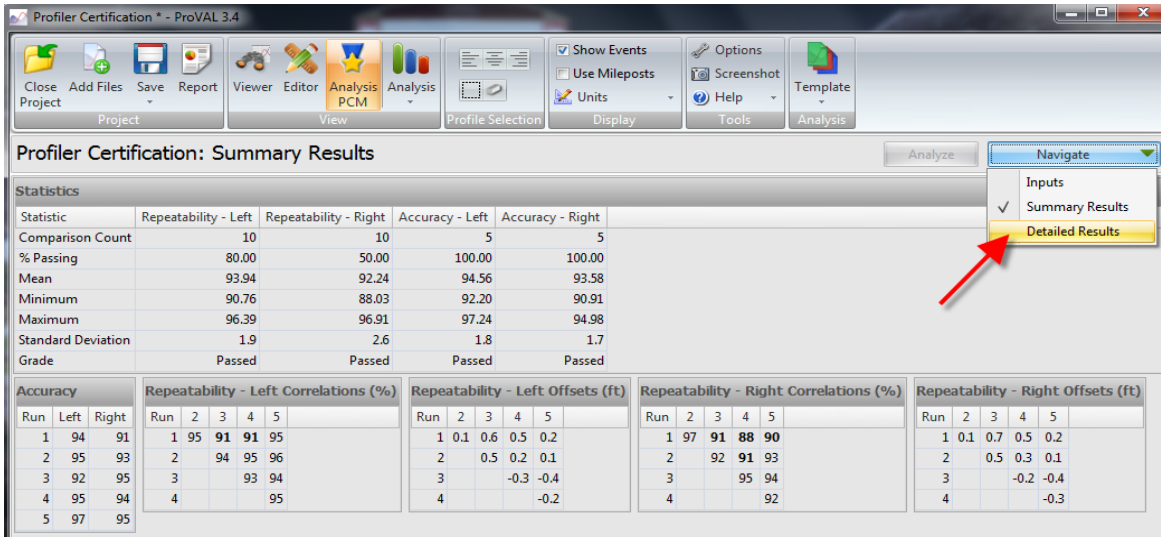 Profiler Certification * - ProVAL 3.4
Close Project
Add Files
Save
Report
Project
Viewer
Editor
Analysis PCM
Analysis
View
Profile Selection
Show Events
Use Mileposts
Units
Display
Options
Screenshot
Help
Tools
Template
Analysis
Profiler Certification: Summary Results
Analyze
Navigate
Inputs
Summary Results
Detailed Results
Statistics
Statistic Repeatability - Left Repeatability - Right Accuracy - Left Accuracy - Right
Comparison Count 10 10 5 5
% Passing 80.00 50.00 100.00 100.00
Mean 93.94 92.24 94.56 93.58
Minimum 90.76 88.03 92.20 90.91
Maximum 96.39 96.91 97.24 94.98
Standard Deviation 1.9 2.6 1.8 1.7
Grade Passed Passed Passed Passed
Accuracy
Run Left Right
1 94 91
2 95 93
3 92 95
4 95 94
5 97 95
Repeatability - Left Correlations (%)
Run 2 3 4 5
1 95 91 91 95
2 94 95 96
3 93 94
4 95
Repeatability - Left Offsets (ft)
Run 2 3 4 5
1 0.1 0.6 0.5 0.2
2 0.5 0.2 0.1
3 -0.3 -0.4
4 -0.2
Repeatability - Right Correlations (%)
Run 2 3 4 5
1 97 91 88 90
2 92 91 93
3 95 94
4 92
Repeatability - Right Offsets (ft)
Run 2 3 4 5
1 0.1 0.7 0.5 0.2
2 0.5 0.3 0.1
3 -0.2 -0.4
4 -0.3